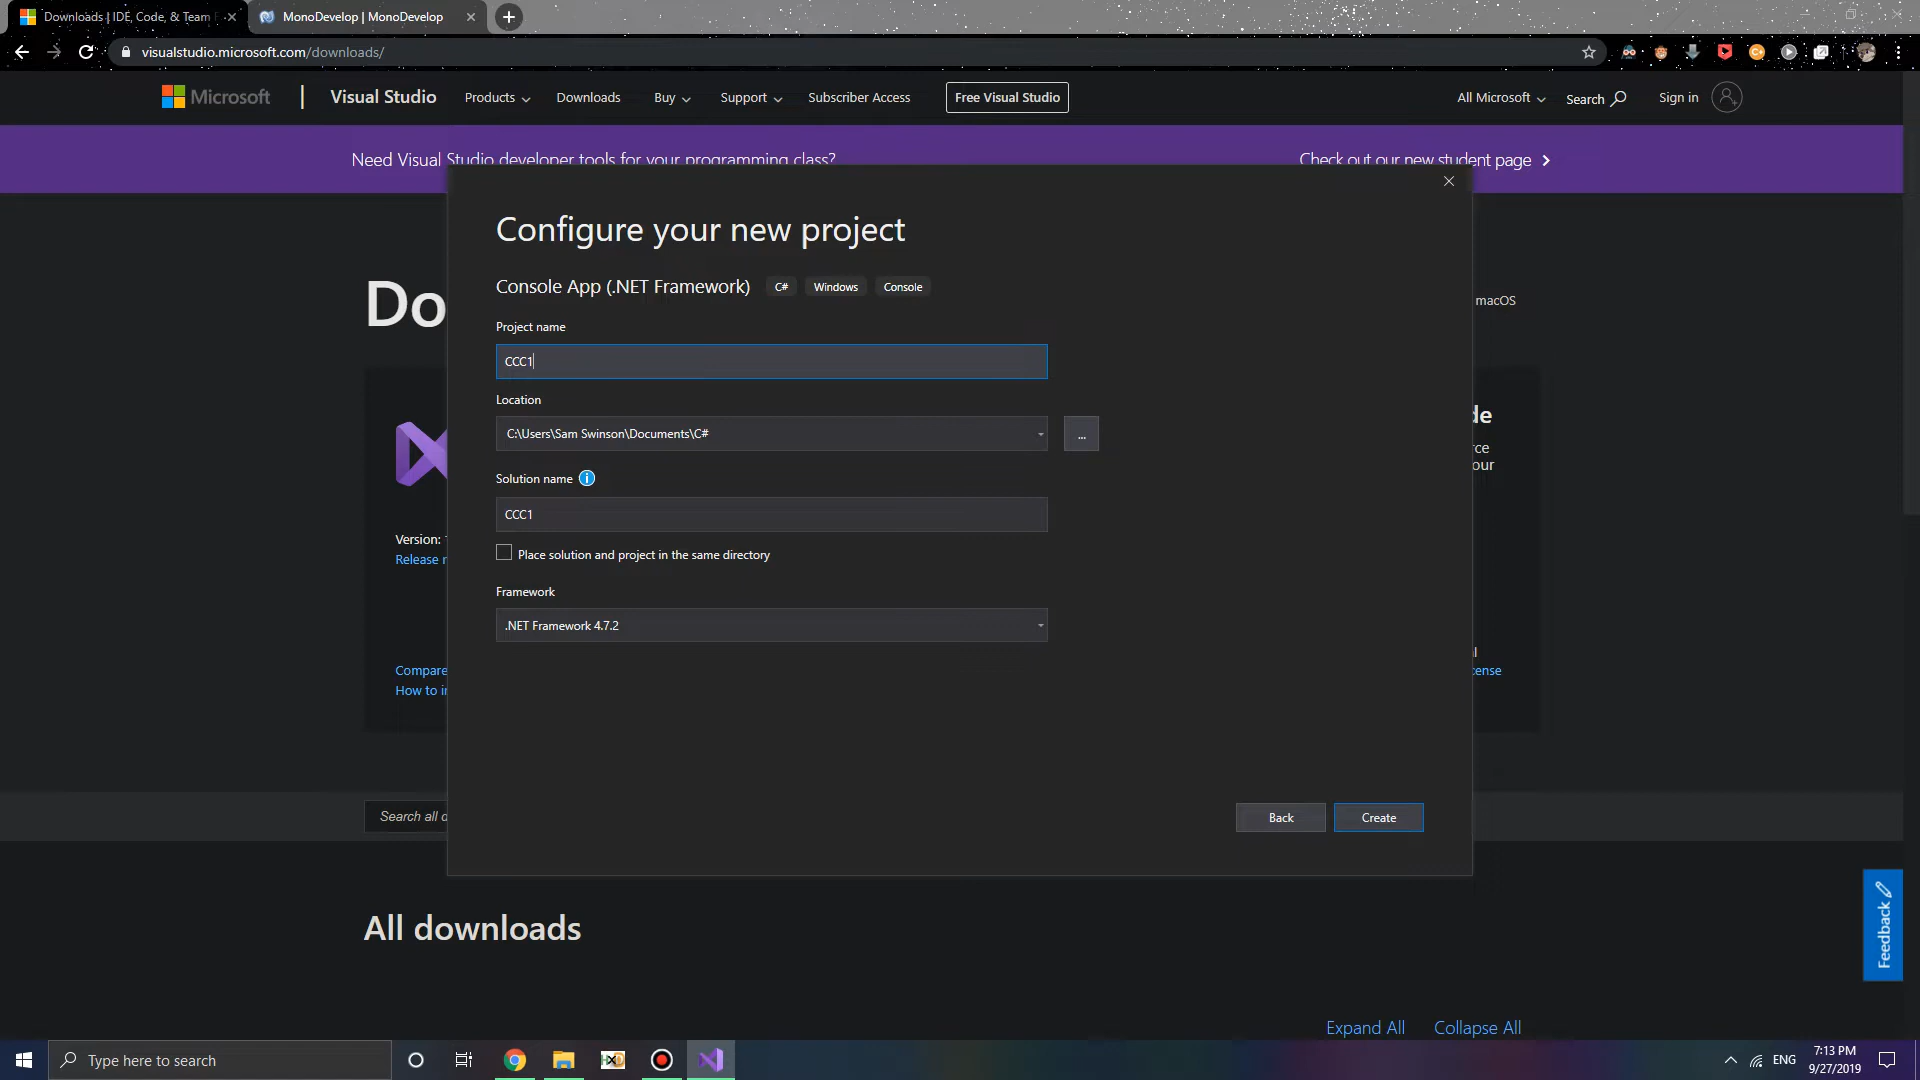 Downloads | IDE, Code, & Team
MonoDevelop | MonoDevelop
visualstudio.microsoft.com/downloads/
Microsoft
Visual Studio
Products
Downloads
Buy
Support
Subscriber Access
Free Visual Studio
All Microsoft
Search
Sign in
Need Visual Studio developer tools for your programming class?
Check out our new student page
Do
macOS
Configure your new project
Console App (.NET Framework)
C#
Windows
Console
Project name
CCC1
Location
C:\Users\Sam Swinson\Documents\C#
...
Solution name
CCC1
Place solution and project in the same directory
Framework
.NET Framework 4.7.2
Back
Create
de
rce
our
Version:
Release
Compare
How to
ense
Search all
All downloads
Expand All
Collapse All
Feedback
Type here to search
HXD
ENG
7:13 PM
9/27/2019